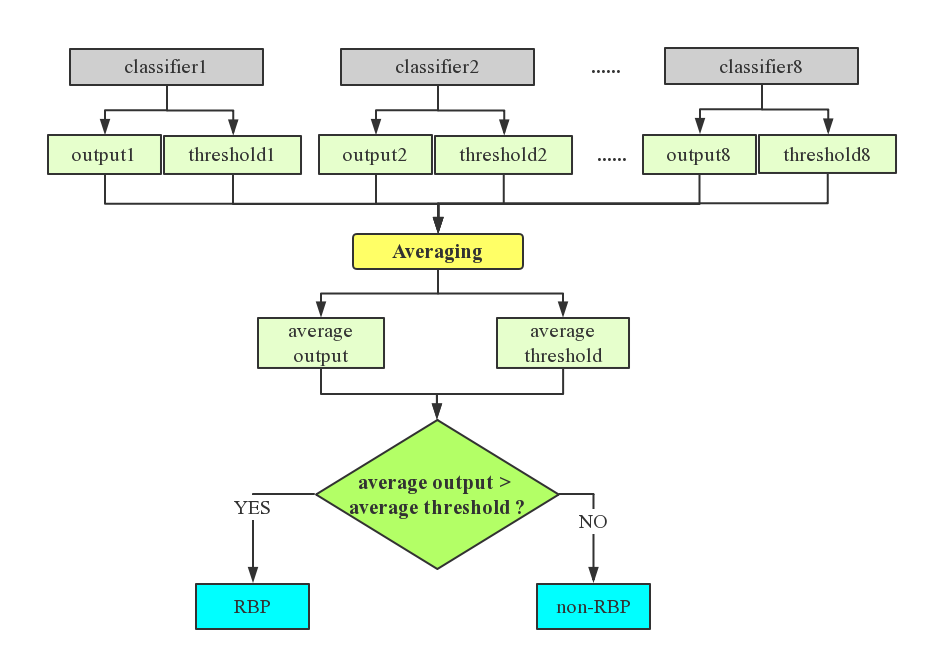 classifier1
classifier2
......
classifier8
output1
threshold1
output2
threshold2
......
output8
threshold8
Averaging
average
output
average
threshold
average output >
average threshold ?
YES
NO
RBP
non-RBP